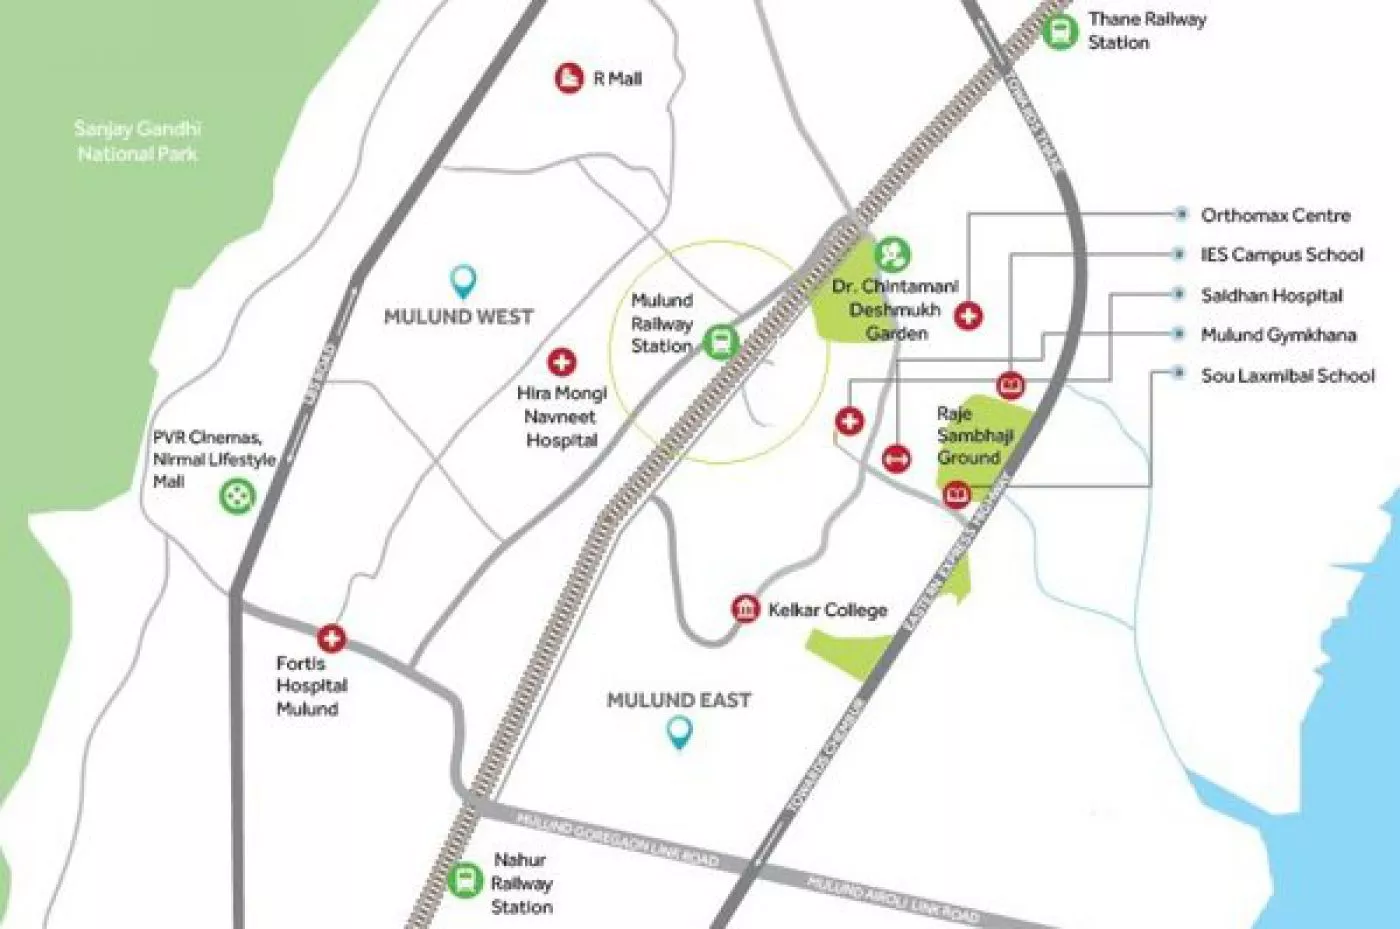 Thane Railway
Station
R Mall
TOWARDS THANE
Sanjay Gandhi
National Park
Orthomax Centre
IES Campus School
Saidhan Hospital
Mulund Gymkhana
Sou Laxmibai School
Dr. Chintamani
Deshmukh
Garden
Mulund
Railway
Station
MULUND WEST
LBS ROAD
Hira Mongi
Navneet
Hospital
PVR Cinemas,
Nirmal Lifestyle
Mall
Raje
Sambhaji
Ground
EASTERN EXPRESS HIGHWAY
Kelkar College
Fortis
Hospital
Mulund
MULUND EAST
TOWARDS CHEMBUR
MULUND GOREGAON LINK ROAD
MULUND AIROLI LINK ROAD
Nahur
Railway
Station